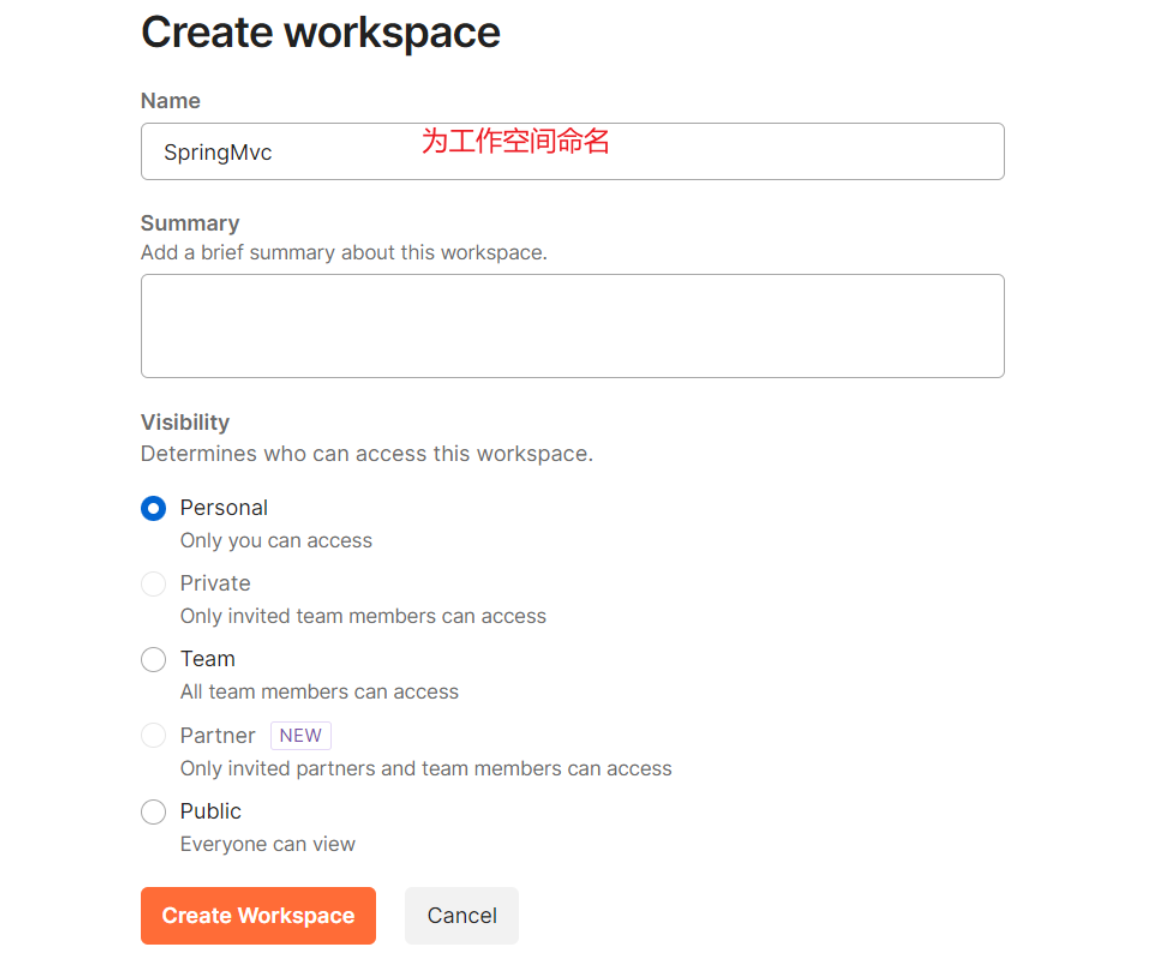 Create workspace
Name
SpringMvc
为工作空间命名
Summary
Add a brief summary about this workspace.
Visibility
Determines who can access this workspace.
Personal
Only you can access
Private
Only invited team members can access
Team
All team members can access
Partner NEW
Only invited partners and team members can access
Public
Everyone can view
Create Workspace Cancel